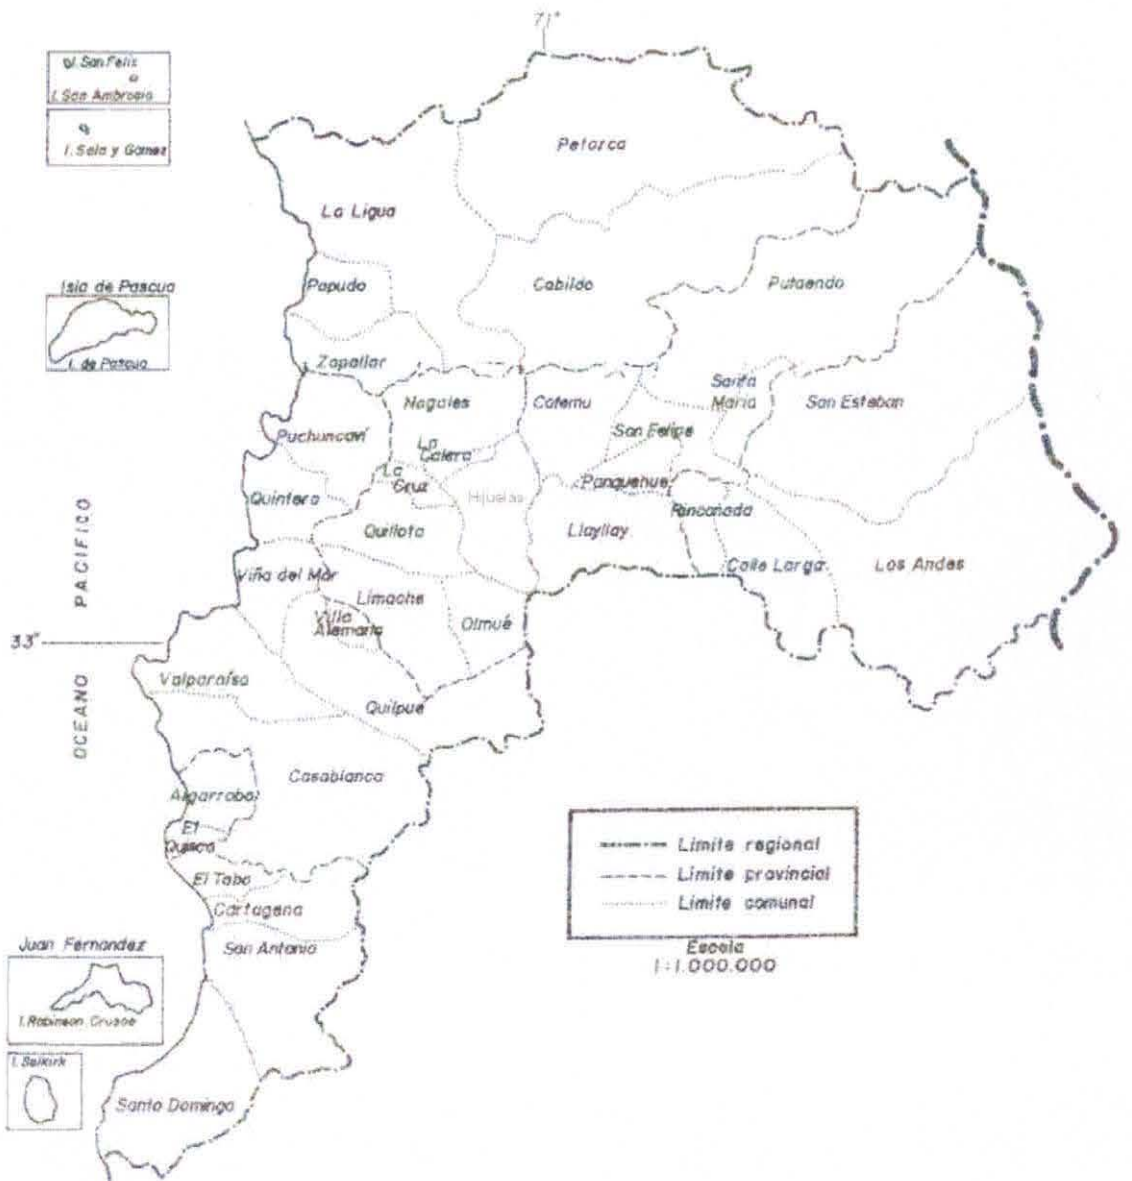 71°
I. San Felix
I. San Ambrosio
I. Sala y Gomez
Petorca
La Ligua
Isla de Pascua
I. de Pascua
Papudo
Cabildo
Putaendo
Zapallar
Nogales
Catemu
Santa
Maria
San Esteban
Puchuncaví
La
Calera
San Felipe
La
Cruz
Hijuelas
Panquehue
Quintero
Rinconada
Quillota
Llayllay
Calle Larga
Los Andes
Viña del Mar
Limache
Villa
Alemana
Olmué
33°
OCEANO PACIFICO
Valparaíso
Quilpue
Casablanca
Algarrobo
El
Quisco
El Tabo
Cartagena
San Antonio
Límite regional
Límite provincial
Límite comunal
Escala
1:1.000.000
Juan Fernandez
I. Robinson Crusoe
I. Selkirk
Santo Domingo